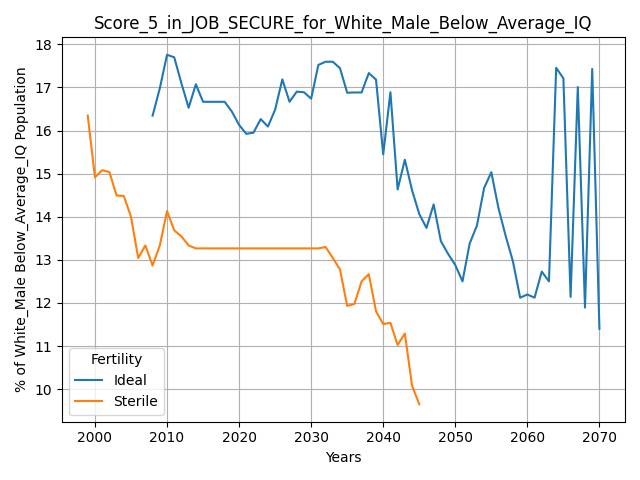 Score_5_in_JOB_SECURE_for_White_Male_Below_Average_IQ
% of White_Male Below_Average_IQ Population
18
17
16
15
14
13
12
11
10
Fertility
Ideal
Sterile
2000 2010 2020 2030 2040 2050 2060 2070
Years